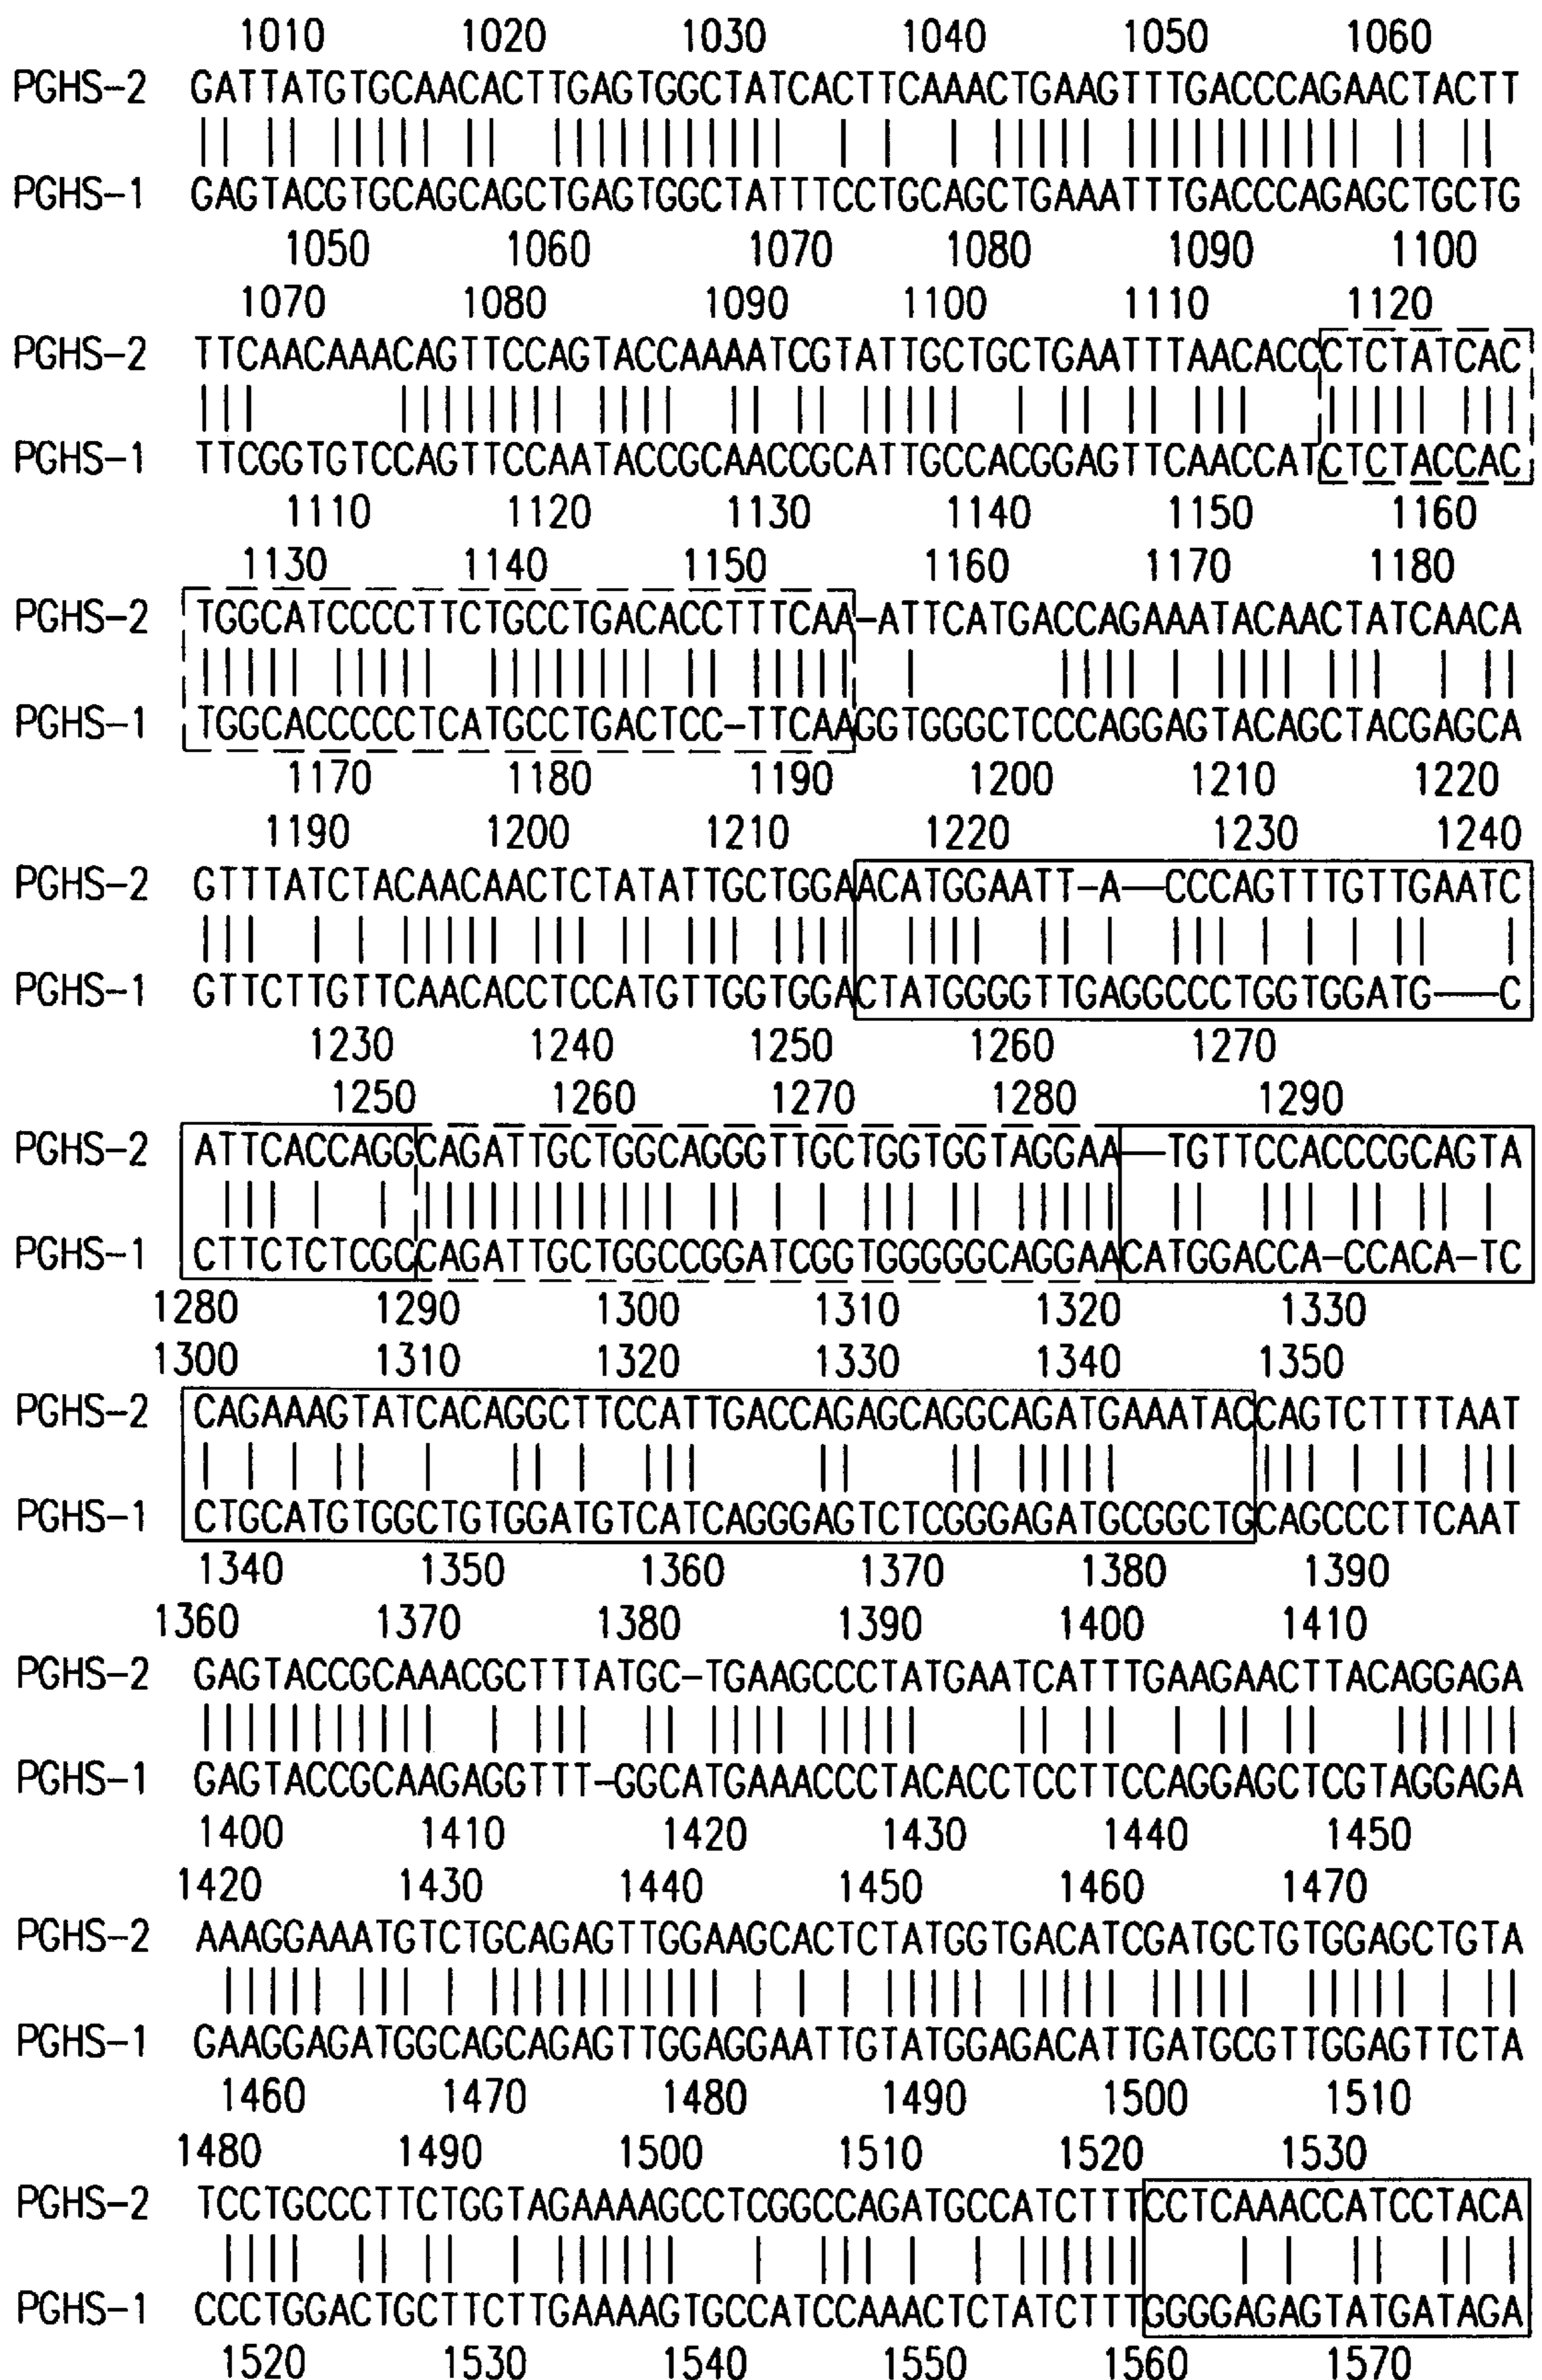 1010 1020 1030 1040 1050 1060
PGHS-2 GATTATGTGCAACACTTGAGTGGCTATCACTTCAAACTGAAGTTTGACCCAGAACTACTT
PGHS-1 GAGTACGTGCAGCAGCTGAGTGGCTATTTCCTGCAGCTGAAATTTGACCCAGAGCTGCTG
1050 1060 1070 1080 1090 1100
1070 1080 1090 1100 1110 1120
PGHS-2 TTCAACAAACAGTTCCAGTACCAAAATCGTATTGCTGCTGAATTTAACACCCTCTATCAC
PGHS-1 TTCGGTGTCCAGTTCCAATACCGCAACCGCATTGCCACGGAGTTCAACCATCTCTACCAC
1110 1120 1130 1140 1150 1160
1130 1140 1150 1160 1170 1180
PGHS-2 TGGCATCCCCTTCTGCCTGACACCTTTCAA-ATTCATGACCAGAAATACAACTATCAACA
PGHS-1 TGGCACCCCCTCATGCCTGACTCC-TTCAAGGTGGGCTCCCAGGAGTACAGCTACGAGCA
1170 1180 1190 1200 1210 1220
1190 1200 1210 1220 1230 1240
PGHS-2 GTTTATCTACAACAACTCTATATTGCTGGAACATGGAATT-A—CCCAGTTTGTTGAATC
PGHS-1 GTTCTTGTTCAACACCTCCATGTTGGTGGACTATGGGGTTGAGGCCCTGGTGGATG—C
1230 1240 1250 1260 1270
1250 1260 1270 1280 1290
PGHS-2 ATTCACCAGGCAGATTGCTGGCAGGGTTGCTGGTGGTAGGAA—TGTTCCACCCGCAGTA
PGHS-1 CTTCTCTCGCCAGATTGCTGGCCGGATCGGTGGGGGCAGGAACATGGACCA-CCACA-TC
1280 1290 1300 1310 1320 1330
1300 1310 1320 1330 1340 1350
PGHS-2 CAGAAAGTATCACAGGCTTCCATTGACCAGAGCAGGCAGATGAAATACCAGTCTTTTAAT
PGHS-1 CTGCATGTGGCTGTGGATGTCATCAGGGAGTCTCGGGAGATGCGGCTGCAGCCCTTCAAT
1340 1350 1360 1370 1380 1390
1360 1370 1380 1390 1400 1410
PGHS-2 GAGTACCGCAAACGCTTTATGC-TGAAGCCCTATGAATCATTTGAAGAACTTACAGGAGA
PGHS-1 GAGTACCGCAAGAGGTTT-GGCATGAAACCCTACACCTCCTTCCAGGAGCTCGTAGGAGA
1400 1410 1420 1430 1440 1450
1420 1430 1440 1450 1460 1470
PGHS-2 AAAGGAAATGTCTGCAGAGTTGGAAGCACTCTATGGTGACATCGATGCTGTGGAGCTGTA
PGHS-1 GAAGGAGATGGCAGCAGAGTTGGAGGAATTGTATGGAGACATTGATGCGTTGGAGTTCTA
1460 1470 1480 1490 1500 1510
1480 1490 1500 1510 1520 1530
PGHS-2 TCCTGCCCTTCTGGTAGAAAAGCCTCGGCCAGATGCCATCTTTCCTCAAACCATCCTACA
PGHS-1 CCCTGGACTGCTTCTTGAAAAGTGCCATCCAAACTCTATCTTTGGGGAGAGTATGATAGA
1520 1530 1540 1550 1560 1570